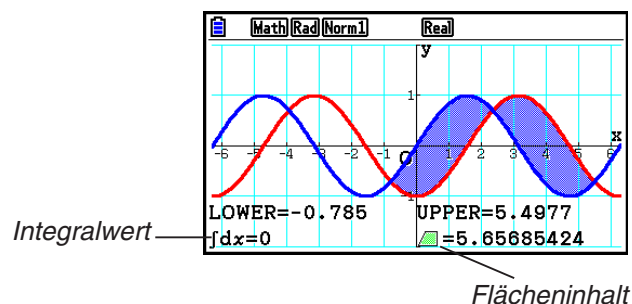 Math Rad Norm1 Real
y
1
-6 -5 -4 -3 -2 -1 O 1 2 3 4 5 6 x
-1
LOWER=-0.785 UPPER=5.4977
Integralwert
∫dx=0 =5.65685424
Flächeninhalt